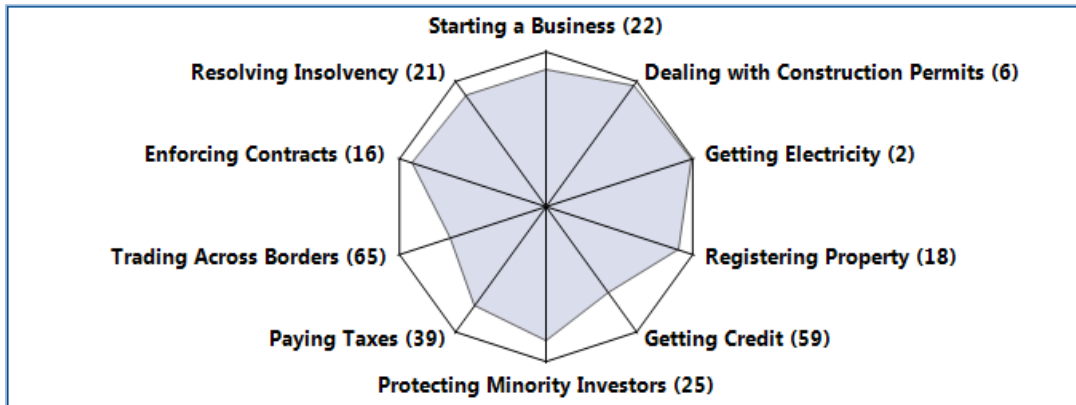 Starting a Business (22)
Resolving Insolvency (21)
Dealing with Construction Permits (6)
Enforcing Contracts (16)
Getting Electricity (2)
Trading Across Borders (65)
Registering Property (18)
Paying Taxes (39)
Getting Credit (59)
Protecting Minority Investors (25)